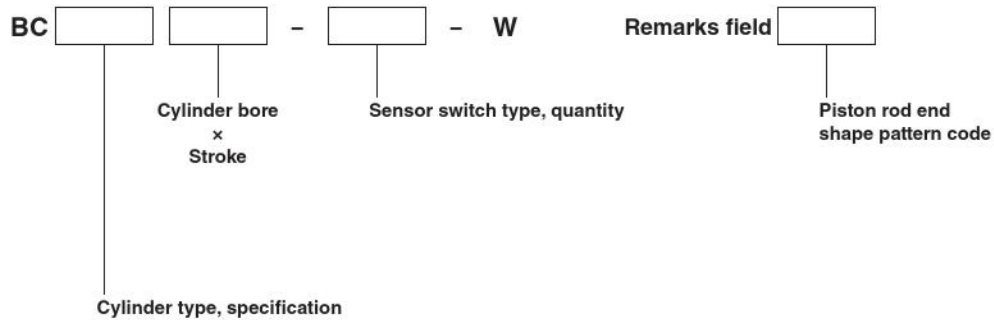 BC – – W Remarks field
Cylinder bore
×
Stroke
Sensor switch type, quantity
Piston rod end
shape pattern code
Cylinder type, specification